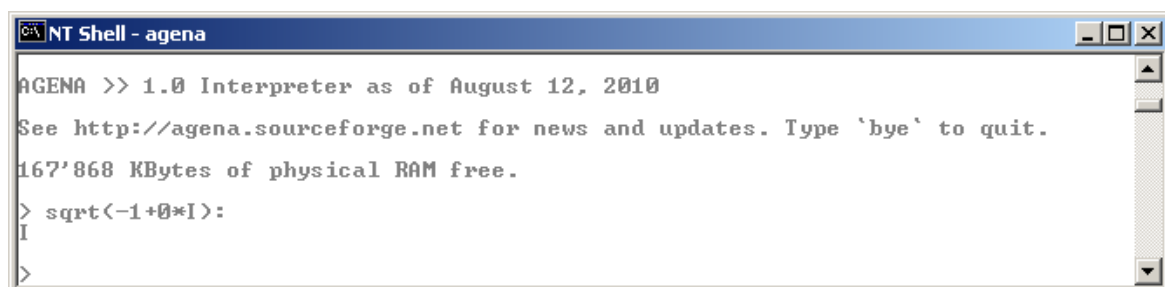 NT Shell - agena
AGENA >> 1.0 Interpreter as of August 12, 2010
See http://agena.sourceforge.net for news and updates. Type `bye` to quit.
167'868 KBytes of physical RAM free.
> sqrt(-1+0*I):
I
>